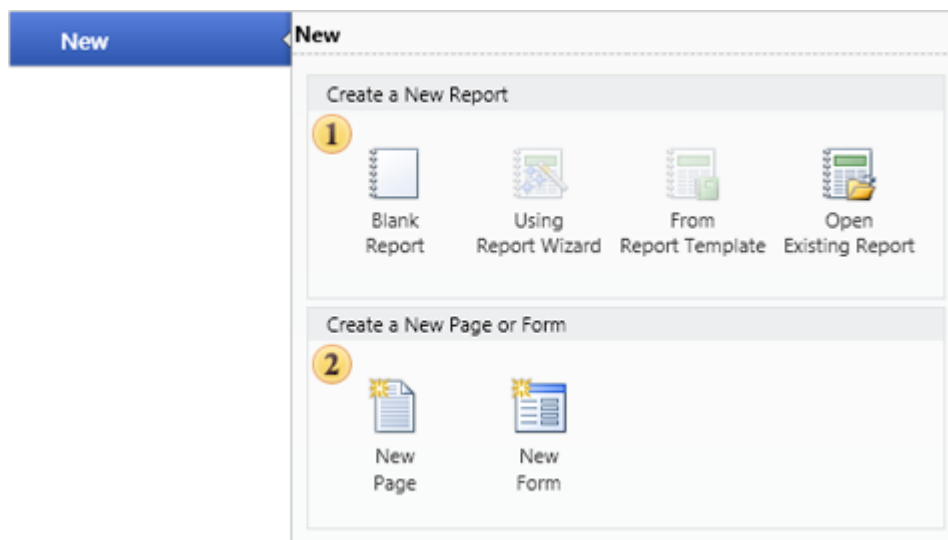 New
New
Create a New Report
1
Blank
Report
Using
Report Wizard
From
Report Template
Open
Existing Report
Create a New Page or Form
2
New
Page
New
Form